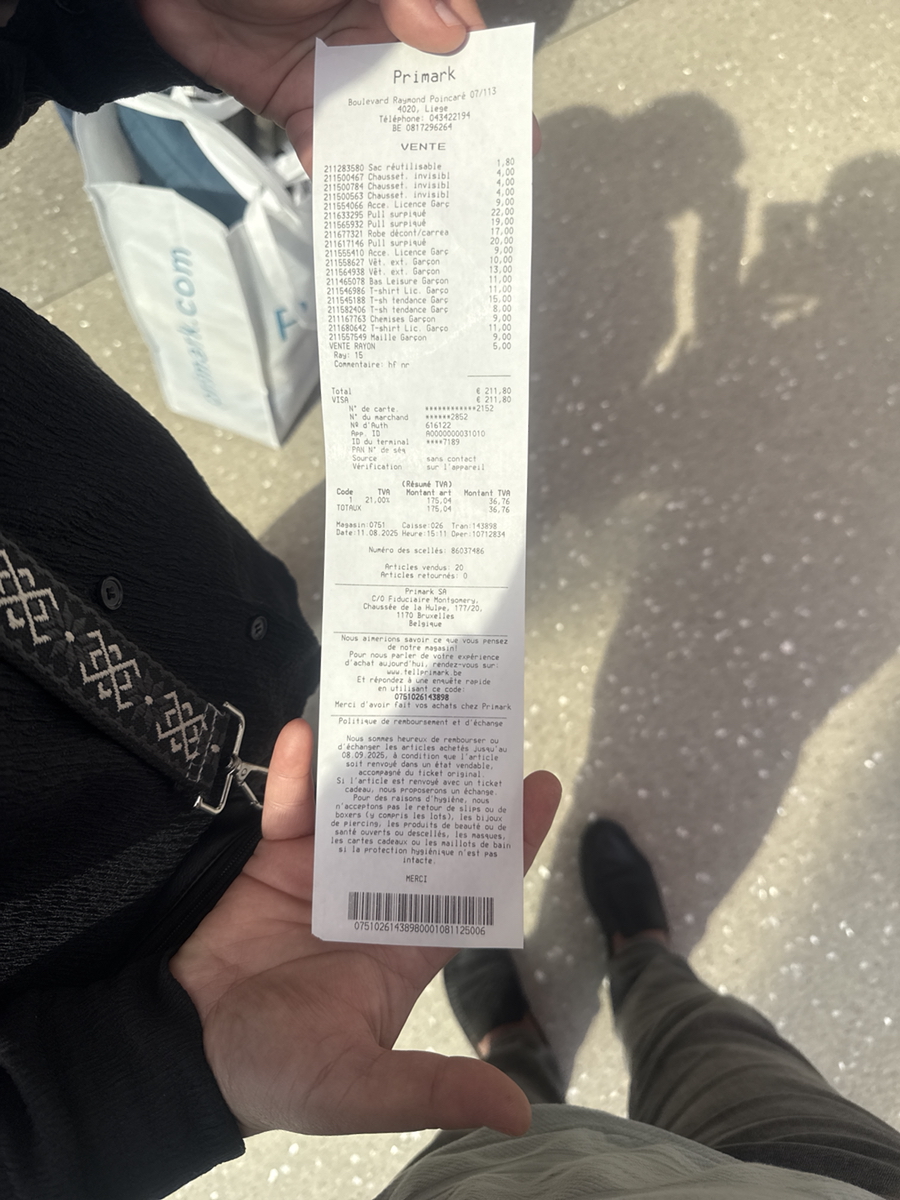 Primark
Boulevard Raymond Poincaré 07/113
4020, Liege
Téléphone: 043422194
BE 0817296264
VENTE
211283580 Sac réutilisable 1,80
211500467 Chausset. invisibl 4,00
211500784 Chausset. invisibl 4,00
211500563 Chausset. invisibl 4,00
211554066 Acce. Licence Garç 9,00
211633295 Pull surpiqué 22,00
211565932 Pull surpiqué 19,00
211677321 Robe décont/carrea 17,00
211617146 Pull surpiqué 20,00
211555410 Acce. Licence Garç 9,00
211558627 Vêt. ext. Garçon 10,00
211564938 Vêt. ext. Garçon 13,00
211465078 Bas Leisure Garçon 11,00
211546986 T-shirt Lic. Garço 11,00
211545188 T-sh tendance Garç 15,00
211582406 T-sh tendance Garç 8,00
211167763 Chemises Garçon 9,00
211680642 T-shirt Lic. Garço 11,00
211557549 Maille Garçon 9,00
VENTE RAYON 5,00
Ray: 15
Commentaire: hf nr
Total € 211,80
VISA € 211,80
N° de carte. ************2152
N° du marchand ******2852
Nº d'Auth 616122
App. ID A0000000031010
ID du terminal ****7189
PAN N° de séq
Source sans contact
Vérification sur l'appareil
(Résumé TVA)
Code TVA Montant art Montant TVA
1 21,00% 175,04 36,76
TOTAUX 175,04 36,76
Magasin:0751 Caisse:026 Tran:143898
Date:11.08.2025 Heure:15:11 Oper:10712834
Numéro des scellés: 86037486
Articles vendus: 20
Articles retournés: 0
Primark SA
C/O Fiduciaire Montgomery,
Chaussée de la Hulpe, 177/20,
1170 Bruxelles
Belgique
Nous aimerions savoir ce que vous pensez
de notre magasin!
Pour nous parler de votre expérience
d'achat aujourd'hui, rendez-vous sur:
www.tellprimark.be
Et répondez à une enquête rapide
en utilisant ce code:
0751026143898
Merci d'avoir fait vos achats chez Primark
Politique de remboursement et d'échange
Nous sommes heureux de rembourser ou
d'échanger les articles achetés jusqu'au
08.09.2025, à condition que l'article
soit renvoyé dans un état vendable,
accompagné du ticket original.
Si l'article est renvoyé avec un ticket
cadeau, nous proposerons un échange.
Pour des raisons d'hygiène, nous
n'acceptons pas le retour de slips ou de
boxers (y compris les lots), les bijoux
de piercing, les produits de beauté ou de
santé ouverts ou descellés, les masques,
les cartes cadeaux ou les maillots de bain
si la protection hygiénique n'est pas
intacte.
MERCI
07510261438980001081125006